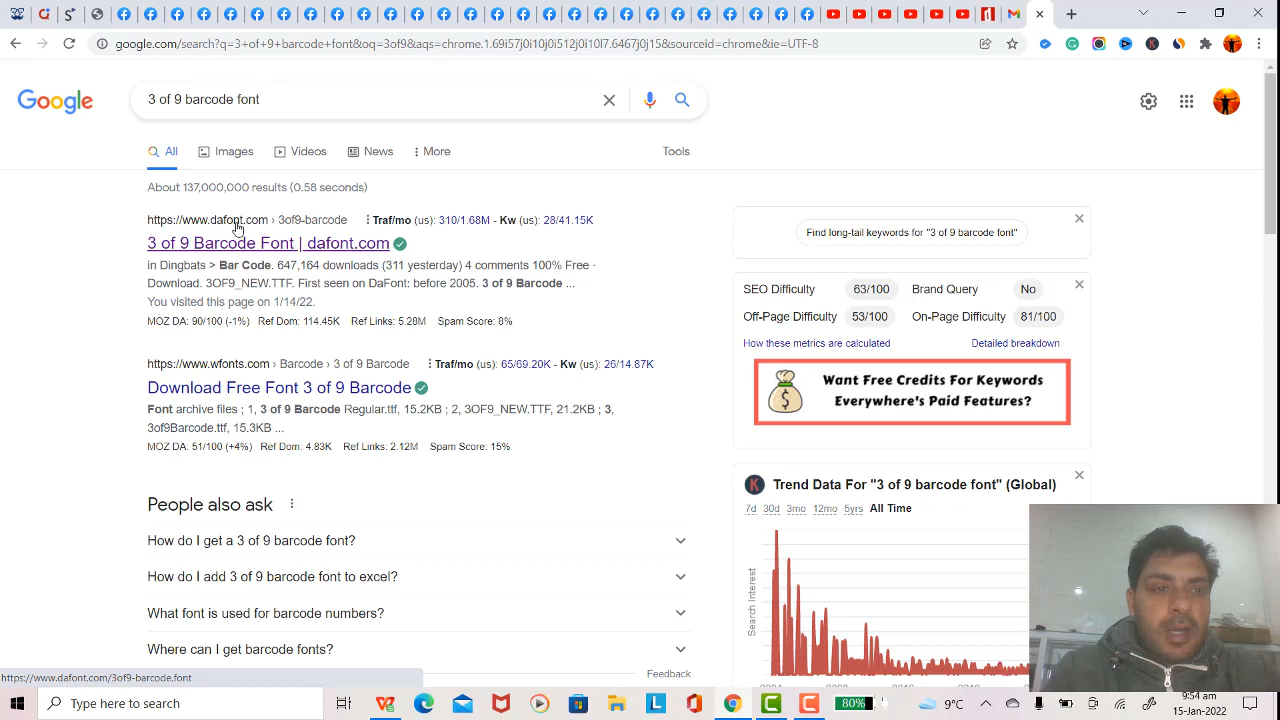 google.com/search?q=3+of+9+barcode+font&oq=3&aqs=chrome.1.69i57j0i10j0i512j0i10l7.6467j0j15&sourceid=chrome&ie=UTF-8
Google
3 of 9 barcode font
All
Images
Videos
News
More
Tools
About 137,000,000 results (0.58 seconds)
https://www.dafont.com › 3of9-barcode
Traf/mo (us): 310/1.68M - Kw (us): 28/41.15K
3 of 9 Barcode Font | dafont.com
in Dingbats > Bar Code. 647,164 downloads (311 yesterday) 4 comments 100% Free ·
Download. 3OF9_NEW.TTF. First seen on DaFont: before 2005. 3 of 9 Barcode ...
You visited this page on 1/14/22.
MOZ DA: 90/100 (-1%) Ref Dom: 114.45K Ref Links: 5.28M Spam Score: 8%
https://www.wfonts.com › Barcode › 3 of 9 Barcode
Traf/mo (us): 65/69.20K - Kw (us): 26/14.87K
Download Free Font 3 of 9 Barcode
Font archive files ; 1, 3 of 9 Barcode Regular.ttf, 15.2KB ; 2, 3OF9_NEW.TTF, 21.2KB ; 3,
3of9Barcode.ttf, 15.3KB ...
MOZ DA: 51/100 (+4%) Ref Dom: 4.83K Ref Links: 2.12M Spam Score: 15%
People also ask
How do I get a 3 of 9 barcode font?
How do I add 3 of 9 barcode font to excel?
What font is used for barcode numbers?
Where can I get barcode fonts?
Feedback
Find long-tail keywords for "3 of 9 barcode font"
SEO Difficulty 63/100 Brand Query No
Off-Page Difficulty 53/100 On-Page Difficulty 81/100
How these metrics are calculated Detailed breakdown
Want Free Credits For Keywords
Everywhere's Paid Features?
Trend Data For "3 of 9 barcode font" (Global)
7d 30d 3mo 12mo 5yrs All Time
Search Interest
https://www.dafont.com/3of9-barcode.font
Type here to search
80%
9°C
9:54 am
15-Jan-2022